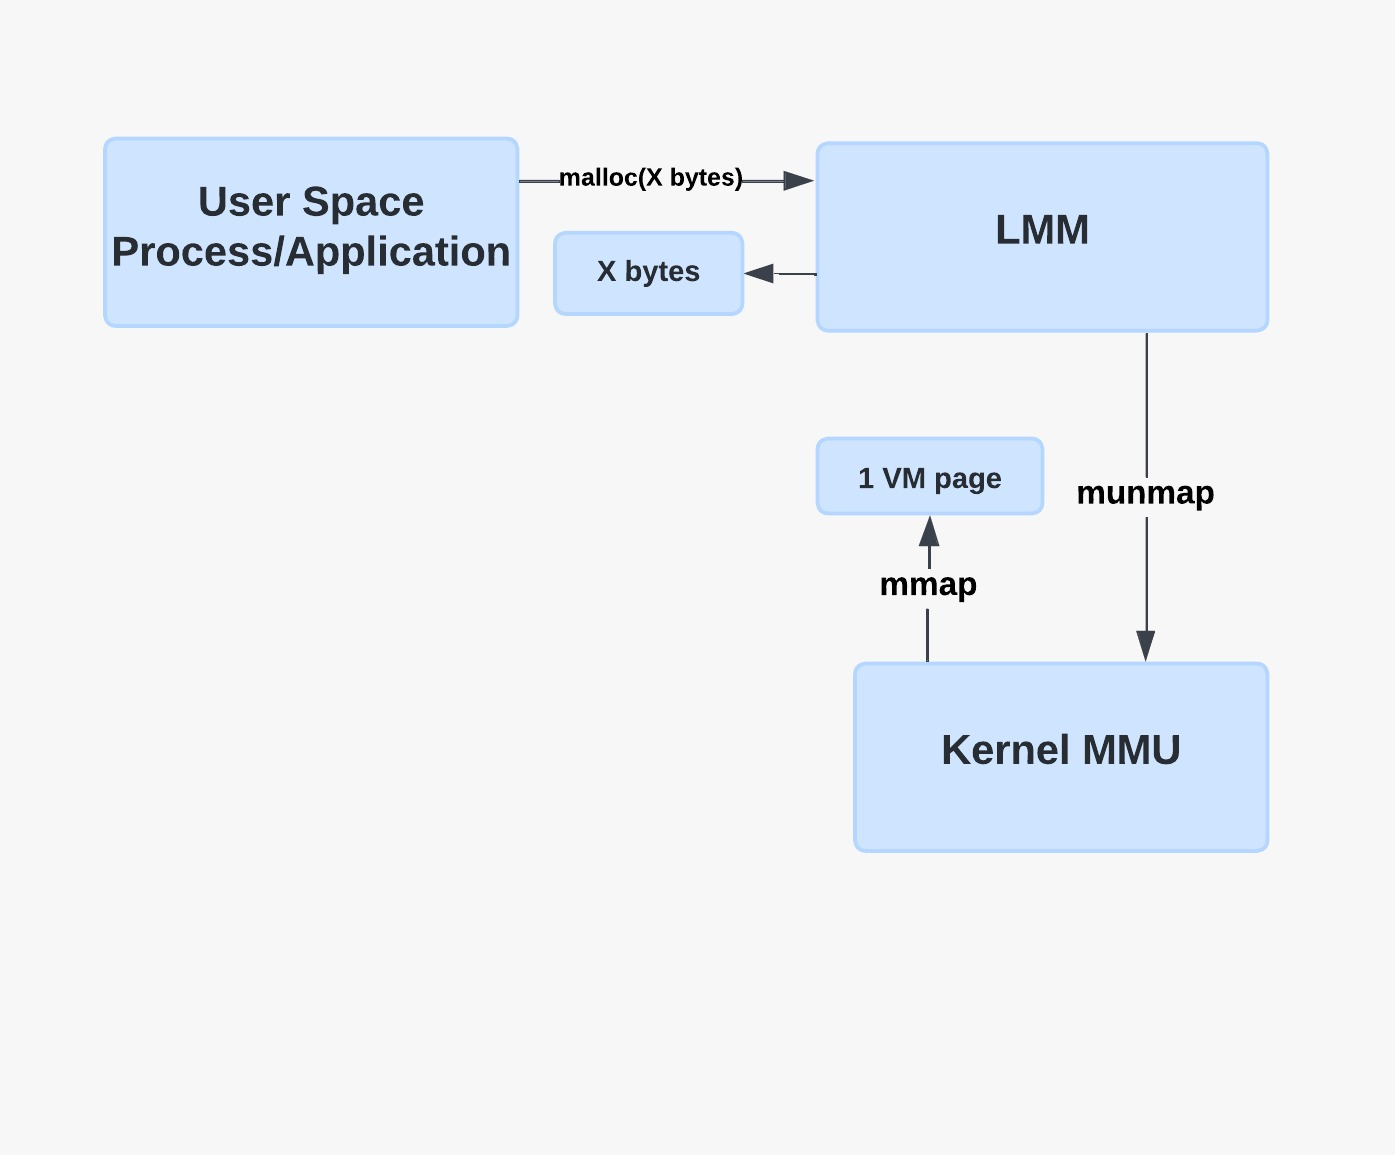 User Space
Process/Application
malloc(X bytes)
LMM
X bytes
1 VM page
munmap
mmap
Kernel MMU